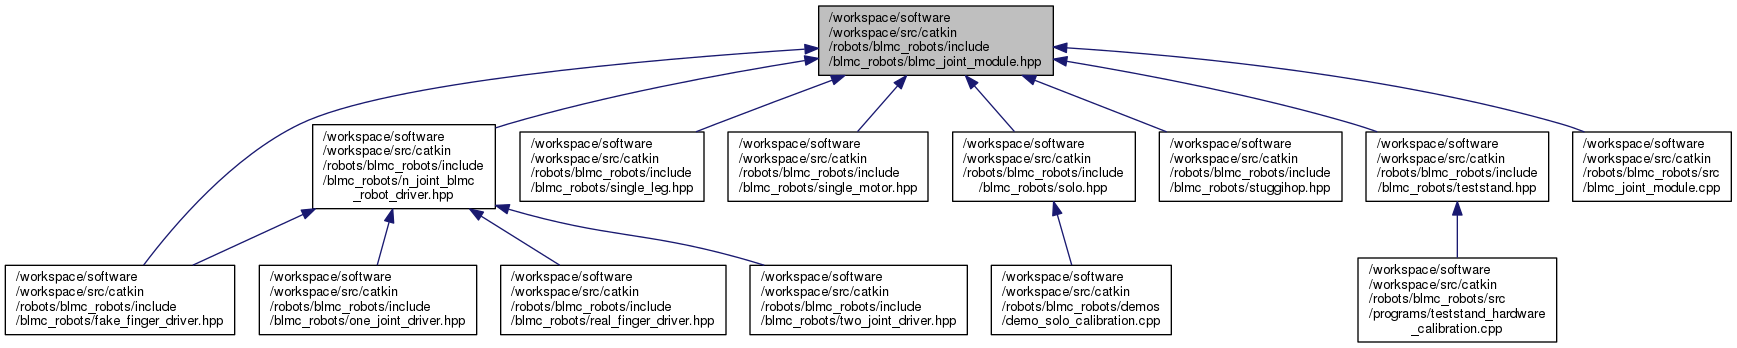 /workspace/software
/workspace/src/catkin
/robots/blmc_robots/include
/blmc_robots/blmc_joint_module.hpp
/workspace/software
/workspace/src/catkin
/robots/blmc_robots/include
/blmc_robots/n_joint_blmc
_robot_driver.hpp
/workspace/software
/workspace/src/catkin
/robots/blmc_robots/include
/blmc_robots/single_leg.hpp
/workspace/software
/workspace/src/catkin
/robots/blmc_robots/include
/blmc_robots/single_motor.hpp
/workspace/software
/workspace/src/catkin
/robots/blmc_robots/include
/blmc_robots/solo.hpp
/workspace/software
/workspace/src/catkin
/robots/blmc_robots/include
/blmc_robots/stuggihop.hpp
/workspace/software
/workspace/src/catkin
/robots/blmc_robots/include
/blmc_robots/teststand.hpp
/workspace/software
/workspace/src/catkin
/robots/blmc_robots/src
/blmc_joint_module.cpp
/workspace/software
/workspace/src/catkin
/robots/blmc_robots/include
/blmc_robots/fake_finger_driver.hpp
/workspace/software
/workspace/src/catkin
/robots/blmc_robots/include
/blmc_robots/one_joint_driver.hpp
/workspace/software
/workspace/src/catkin
/robots/blmc_robots/include
/blmc_robots/real_finger_driver.hpp
/workspace/software
/workspace/src/catkin
/robots/blmc_robots/include
/blmc_robots/two_joint_driver.hpp
/workspace/software
/workspace/src/catkin
/robots/blmc_robots/demos
/demo_solo_calibration.cpp
/workspace/software
/workspace/src/catkin
/robots/blmc_robots/src
/programs/teststand_hardware
_calibration.cpp